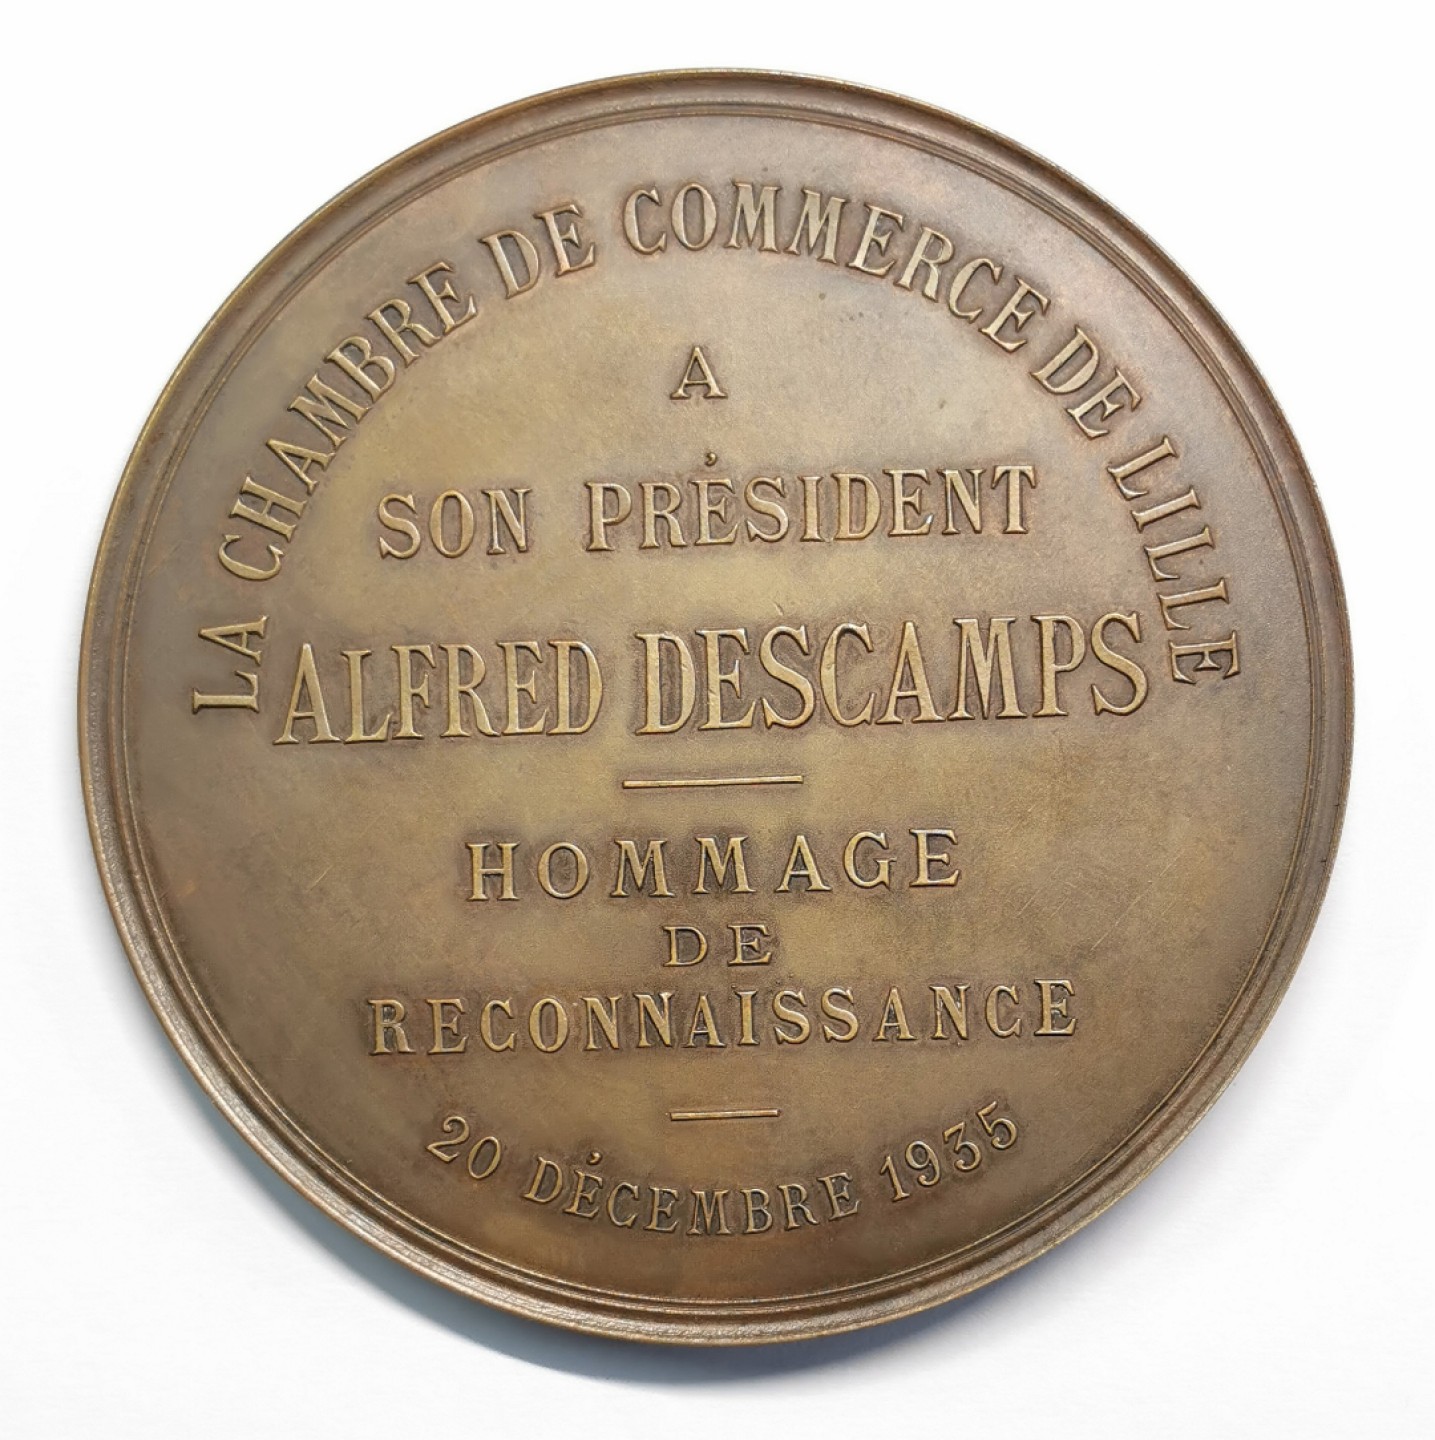 LA CHAMBRE DE COMMERCE DE LILLE
A
SON PRÉSIDENT
ALFRED DESCAMPS
HOMMAGE
DE
RECONNAISSANCE
20 DÉCEMBRE 1935